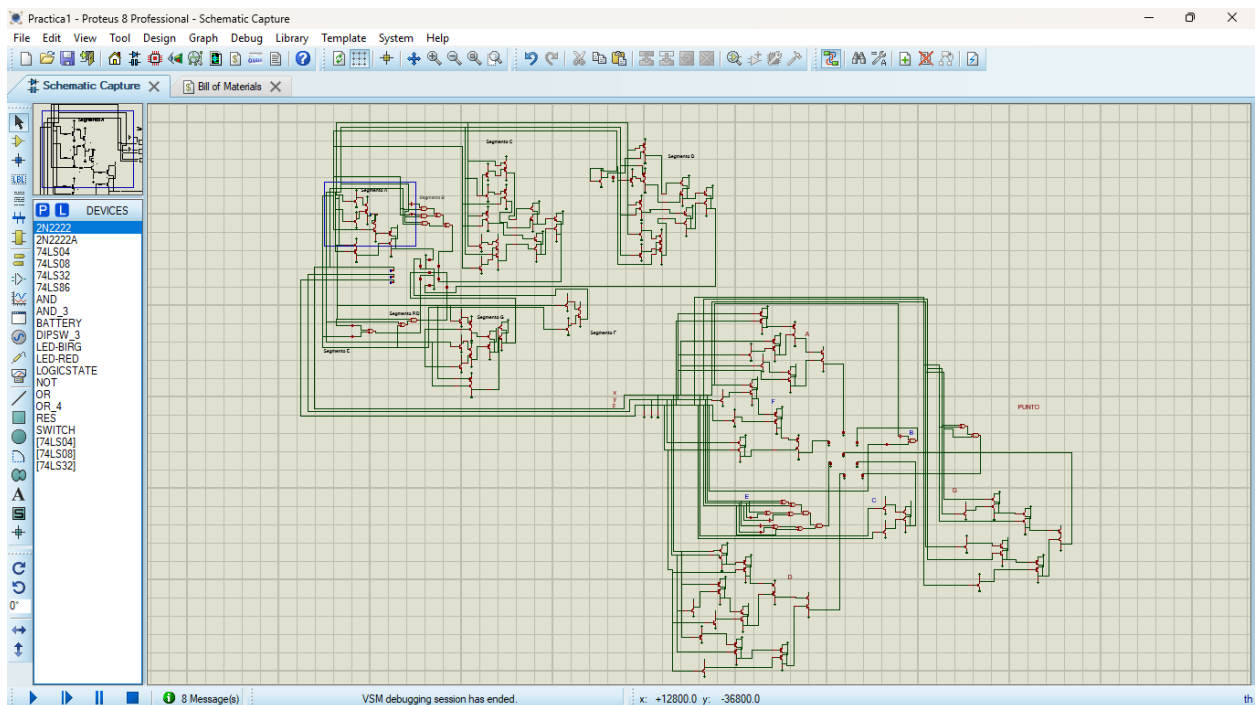 Practica1 - Proteus 8 Professional - Schematic Capture
File Edit View Tool Design Graph Debug Library Template System Help
Schematic Capture
Bill of Materials
LBL
P L DEVICES
2N2222
2N2222A
74LS04
74LS08
74LS32
74LS86
AND
AND_3
BATTERY
DIPSW_3
LED-BIRG
LED-RED
LOGICSTATE
NOT
OR
OR_4
RES
SWITCH
[74LS04]
[74LS08]
[74LS32]
A
S
0°
Segmento C
Segmento D
Segmento A
Segmento B
Segmento P.D
Segmento G
Segmento F
Segmento E
X
Y
Z
A
F
B
PUNTO
E
C
G
D
8 Message(s)
VSM debugging session has ended.
x: +12800.0 y: -36800.0
th